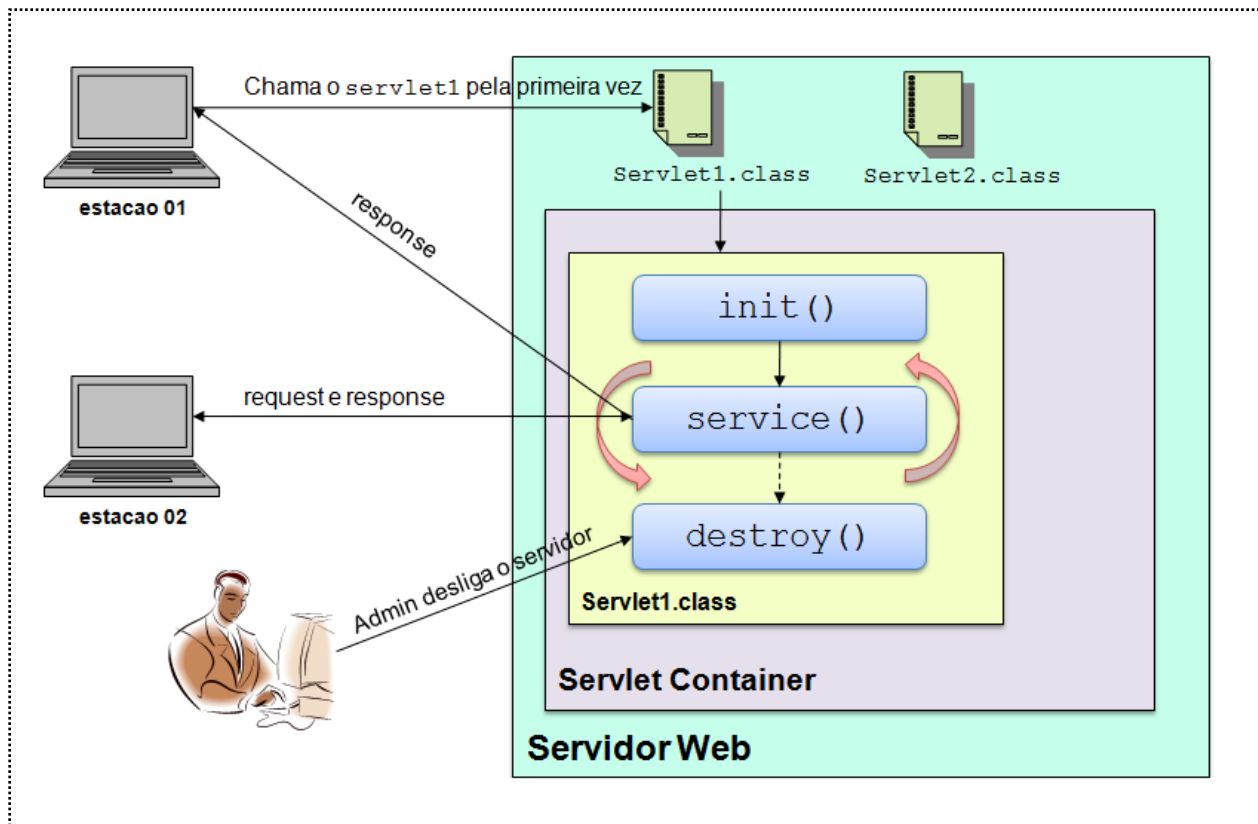 Chama o servlet1 pela primeira vez
Servlet1.class
Servlet2.class
estacao 01
response
init()
request e response
service()
estacao 02
Admin desliga o servidor
destroy()
Servlet1.class
Servlet Container
Servidor Web